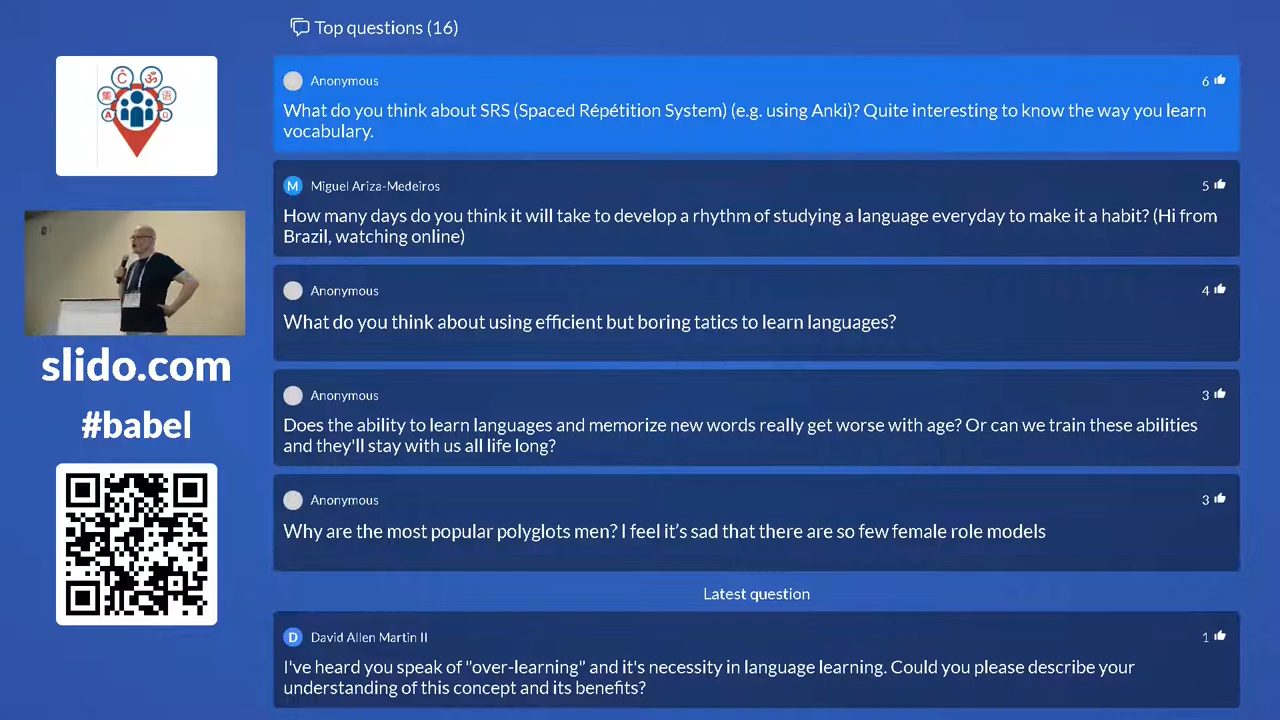 Top questions (16)
Ĉ
ॐ
集
语
A
Ω
Anonymous
6
What do you think about SRS (Spaced Répétition System) (e.g. using Anki)? Quite interesting to know the way you learn
vocabulary.
M
Miguel Ariza-Medeiros
5
How many days do you think it will take to develop a rhythm of studying a language everyday to make it a habit? (Hi from
Brazil, watching online)
Anonymous
4
What do you think about using efficient but boring tatics to learn languages?
Anonymous
3
Does the ability to learn languages and memorize new words really get worse with age? Or can we train these abilities
and they'll stay with us all life long?
Anonymous
3
Why are the most popular polyglots men? I feel it’s sad that there are so few female role models
Latest question
D
David Allen Martin II
1
I've heard you speak of "over-learning" and it's necessity in language learning. Could you please describe your
understanding of this concept and its benefits?
slido.com
#babel